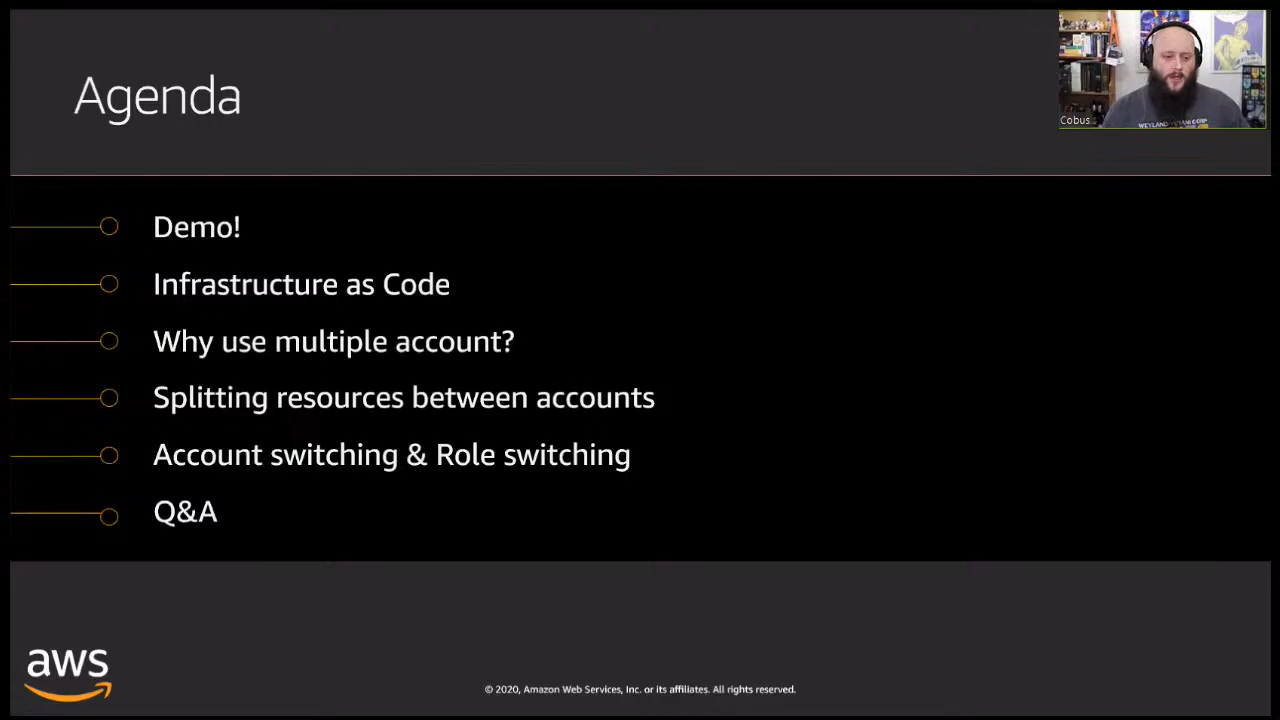 Agenda
Cobus
Demo!
Infrastructure as Code
Why use multiple account?
Splitting resources between accounts
Account switching & Role switching
Q&A
aws
© 2020, Amazon Web Services, Inc. or its affiliates. All rights reserved.